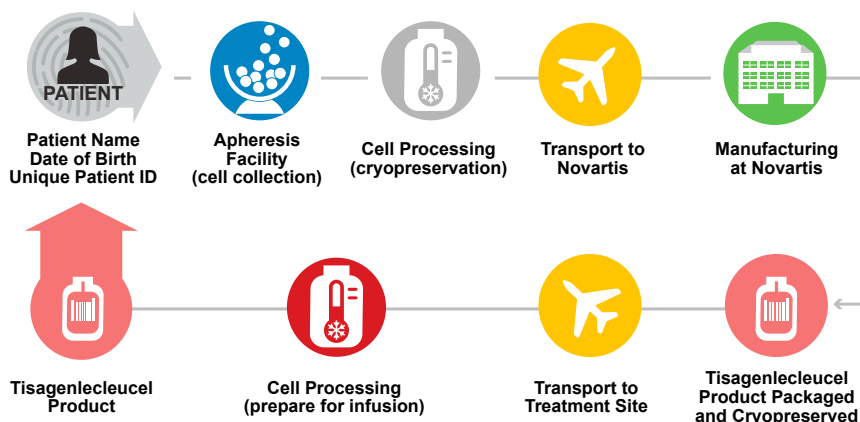 PATIENT
Patient Name
Date of Birth
Unique Patient ID
Apheresis
Facility
(cell collection)
Cell Processing
(cryopreservation)
Transport to
Novartis
Manufacturing
at Novartis
Tisagenlecleucel
Product
Cell Processing
(prepare for infusion)
Transport to
Treatment Site
Tisagenlecleucel
Product Packaged
and Cryopreserved